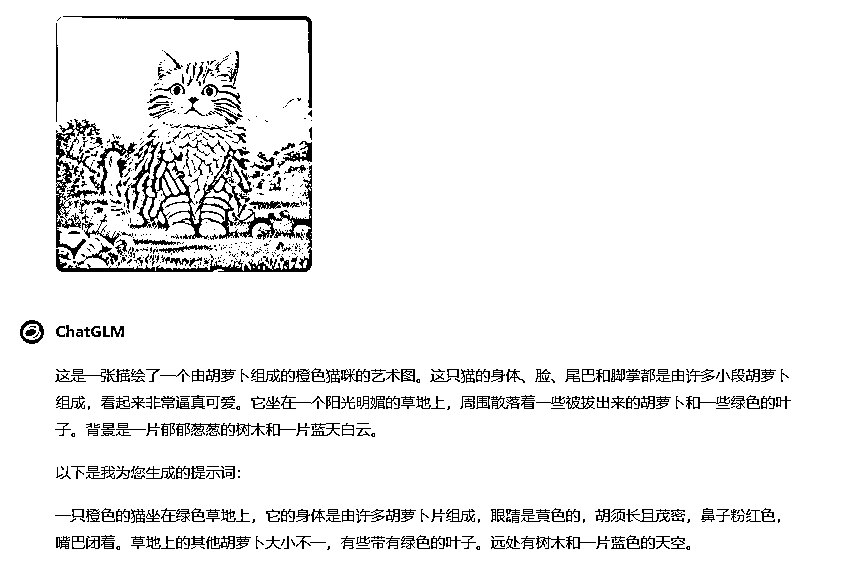 ChatGLM
这是一张描绘了一个由胡萝卜组成的橙色猫咪的艺术图。这只猫的身体、脸、尾巴和脚掌都是由许多小段胡萝卜
组成，看起来非常逼真可爱。它坐在一个阳光明媚的草地上，周围散落着一些被拔出来的胡萝卜和一些绿色的叶
子。背景是一片郁郁葱葱的树木和一片蓝天白云。
以下是我为您生成的提示词：
一只橙色的猫坐在绿色草地上，它的身体是由许多胡萝卜片组成，眼睛是黄色的，胡须长且茂密，鼻子粉红色，
嘴巴闭着。草地上的其他胡萝卜大小不一，有些带有绿色的叶子。远处有树木和一片蓝色的天空。